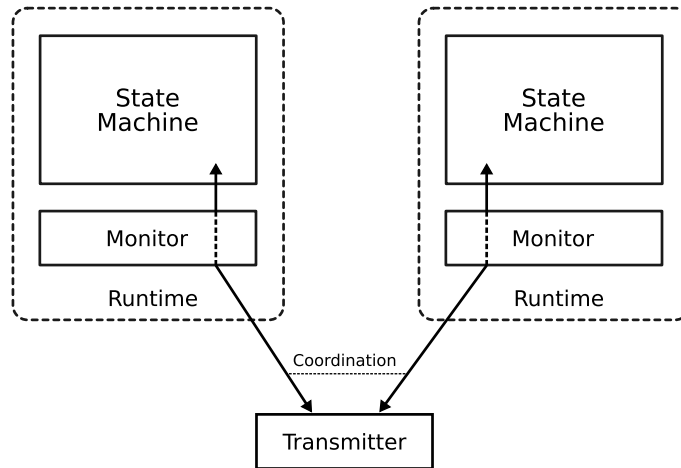 State
Machine
Monitor
Runtime
State
Machine
Monitor
Runtime
Coordination
Transmitter